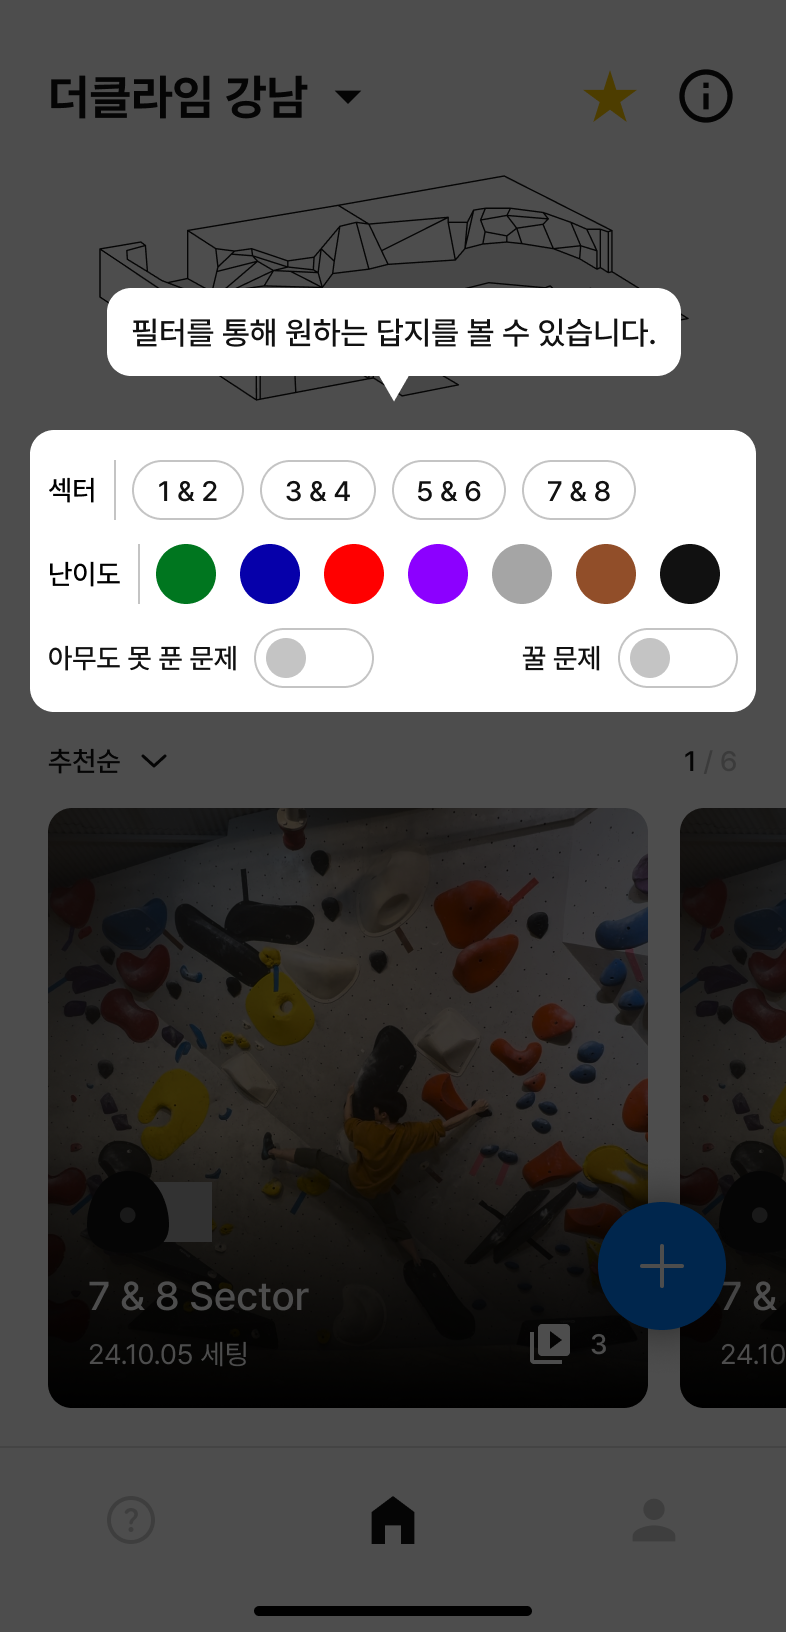 더클라임 강남
필터를 통해 원하는 답지를 볼 수 있습니다.
섹터 1 & 2 3 & 4 5 & 6 7 & 8
난이도
아무도 못 푼 문제 꿀 문제
추천순 1 / 6
7 & 8 Sector 7 &
24.10.05 세팅 3 24.10